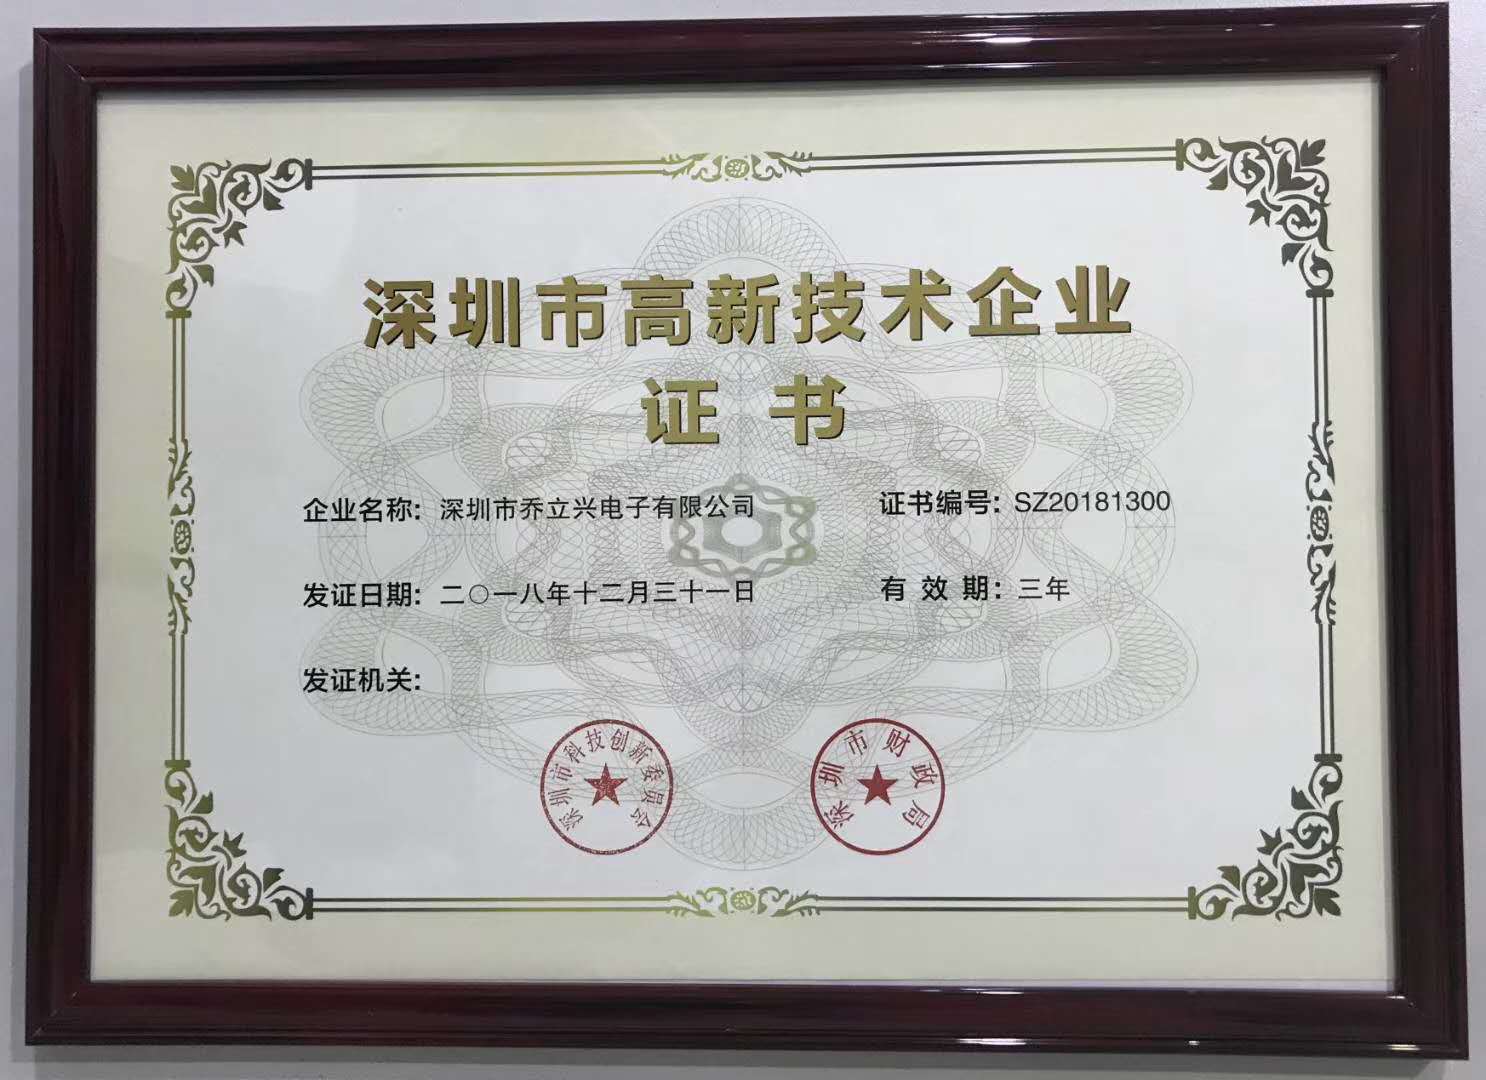 深圳市高新技术企业
证书
企业名称: 深圳市乔立兴电子有限公司
证书编号: SZ20181300
发证日期: 二〇一八年十二月三十一日
有效期: 三年
发证机关:
深圳市科技创新委员会
深圳市财政局